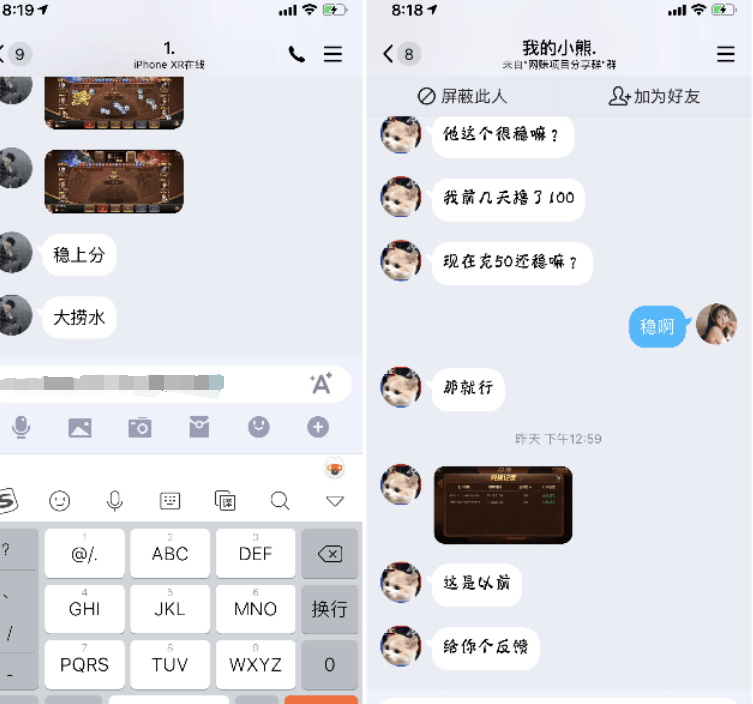 8:19
9
1.
iPhone XR在线
稳上分
大捞水
?
、
/
-
1
@/.
2
ABC
3
DEF
4
GHI
5
JKL
6
MNO
换行
7
PQRS
8
TUV
9
WXYZ
0
8:18
8
我的小熊.
来自"网赚项目分享群"群
屏蔽此人
加为好友
他这个很稳嘛？
我前几天撸了100
现在充50还稳嘛？
稳啊
那就行
昨天 下午12:59
兑换记录
这是以前
给你个反馈